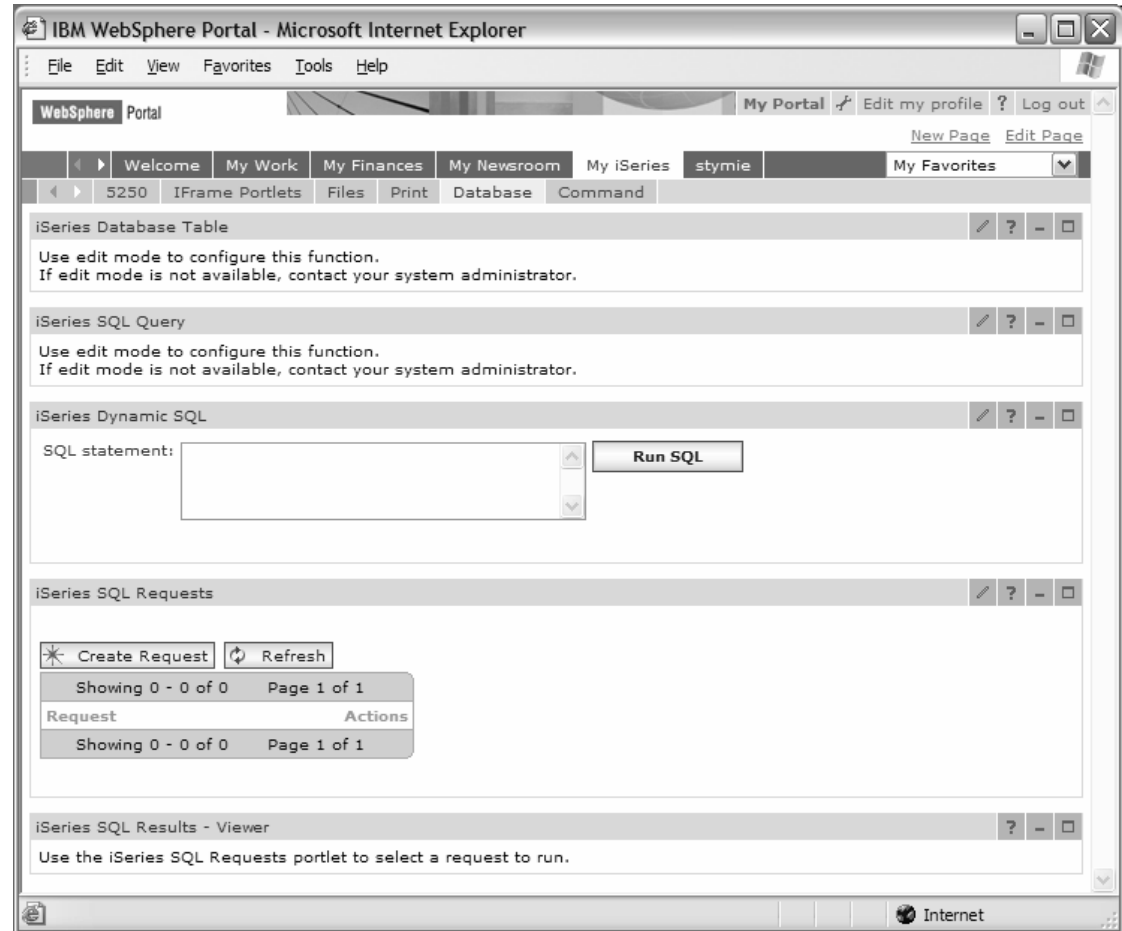 IBM WebSphere Portal - Microsoft Internet Explorer
File Edit View Favorites Tools Help
WebSphere Portal
My Portal Edit my profile ? Log out
New Page Edit Page
Welcome My Work My Finances My Newsroom My iSeries stymie My Favorites
5250 IFrame Portlets Files Print Database Command
iSeries Database Table ?
Use edit mode to configure this function.
If edit mode is not available, contact your system administrator.
iSeries SQL Query ?
Use edit mode to configure this function.
If edit mode is not available, contact your system administrator.
iSeries Dynamic SQL ?
SQL statement: Run SQL
iSeries SQL Requests ?
Create Request Refresh
Showing 0 - 0 of 0 Page 1 of 1
Request Actions
Showing 0 - 0 of 0 Page 1 of 1
iSeries SQL Results - Viewer ?
Use the iSeries SQL Requests portlet to select a request to run.
Internet